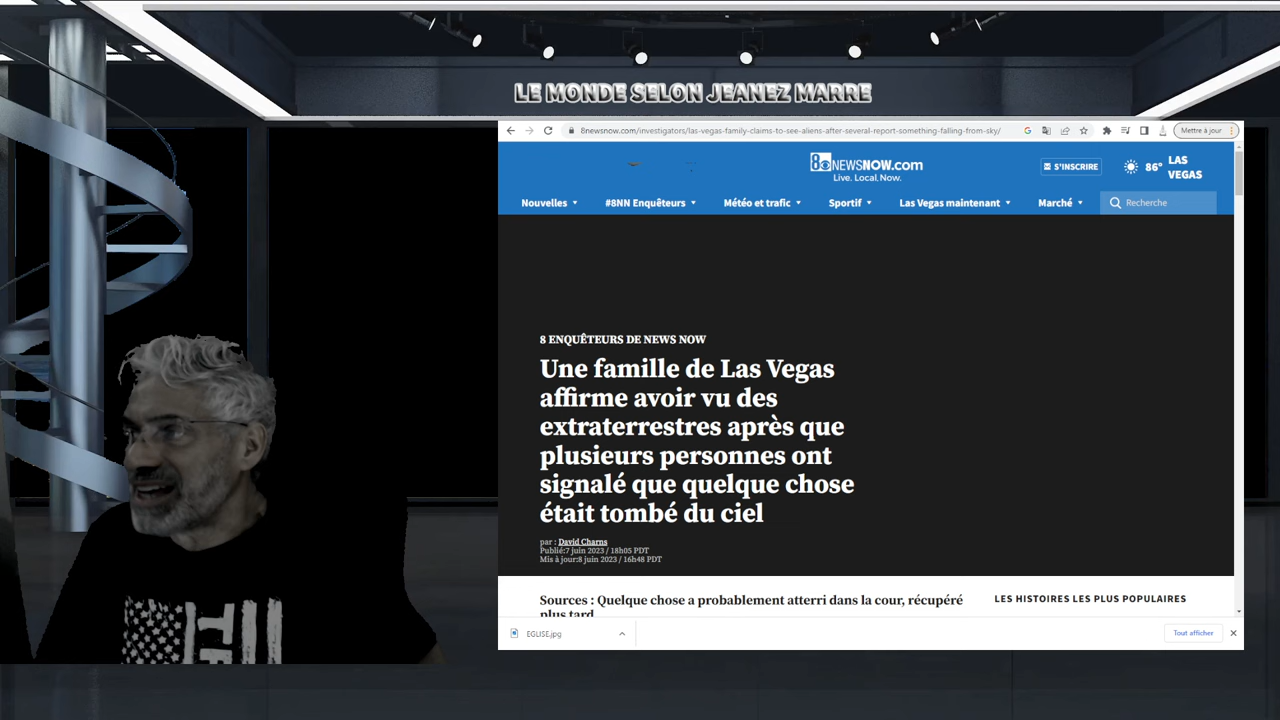 LE MONDE SELON JEANEZ MARRE
8newsnow.com/investigators/las-vegas-family-claims-to-see-aliens-after-several-report-something-falling-from-sky/
Mettre à jour
8 NEWSNOW.com
Live. Local. Now.
S'INSCRIRE
86°
LAS VEGAS
Nouvelles
#8NN Enquêteurs
Météo et trafic
Sportif
Las Vegas maintenant
Marché
Recherche
8 ENQUÊTEURS DE NEWS NOW
Une famille de Las Vegas
affirme avoir vu des
extraterrestres après que
plusieurs personnes ont
signalé que quelque chose
était tombé du ciel
par : David Charns
Publié:7 juin 2023 / 18h05 PDT
Mis à jour:8 juin 2023 / 16h48 PDT
Sources : Quelque chose a probablement atterri dans la cour, récupéré
plus tard
LES HISTOIRES LES PLUS POPULAIRES
EGLISE.jpg
Tout afficher